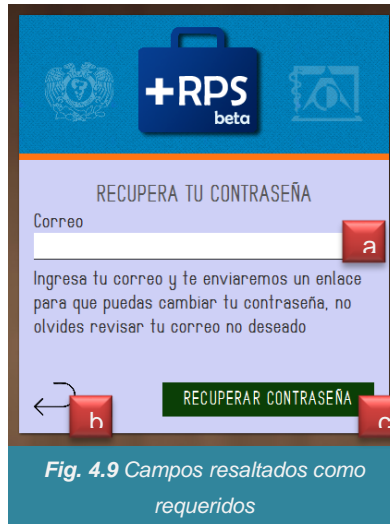 +RPS
beta
RECUPERA TU CONTRASEÑA
Correo
a
Ingresa tu correo y te enviaremos un enlace
para que puedas cambiar tu contraseña, no
olvides revisar tu correo no deseado
b
RECUPERAR CONTRASEÑA
c
Fig. 4.9 Campos resaltados como
requeridos